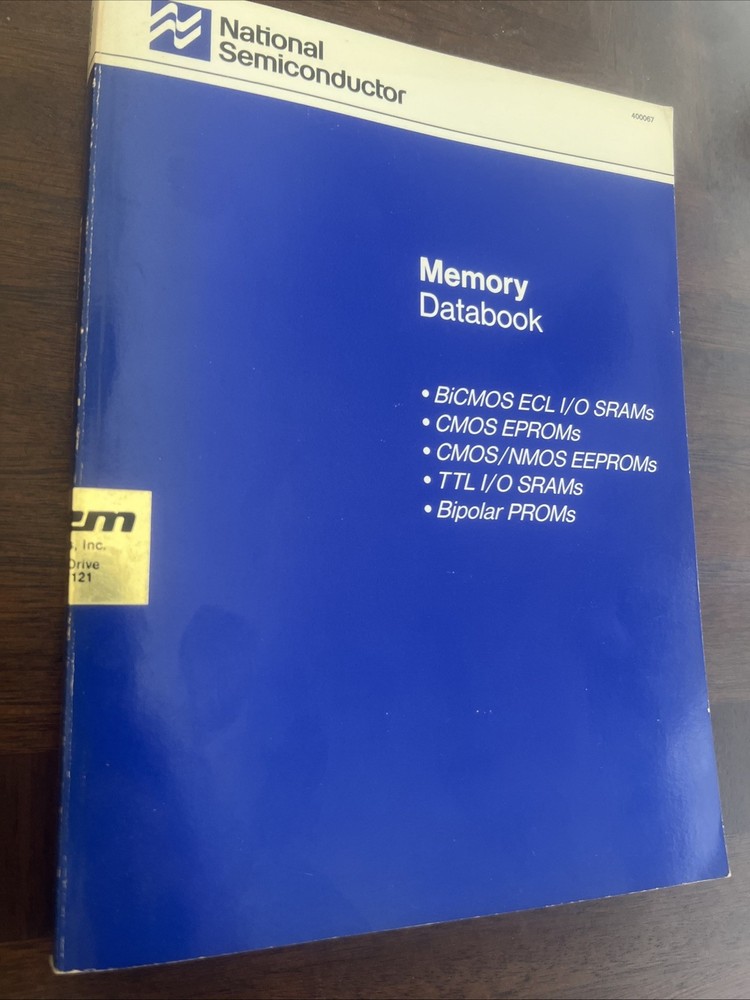 National
Semiconductor
400067
Memory
Databook
• BiCMOS ECL I/O SRAMs
• CMOS EPROMs
• CMOS/NMOS EEPROMs
• TTL I/O SRAMs
• Bipolar PROMs
, Inc.
Drive
121